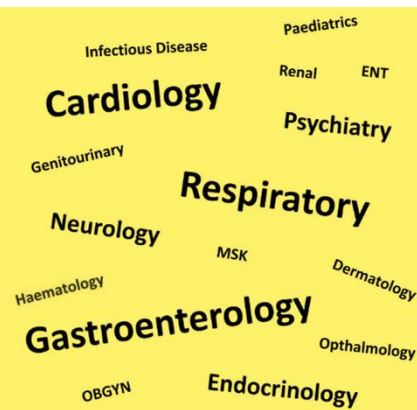 Paediatrics
Infectious Disease
Renal
ENT
Cardiology
Psychiatry
Genitourinary
Respiratory
Neurology
MSK
Dermatology
Haematology
Gastroenterology
Opthalmology
OBGYN
Endocrinology